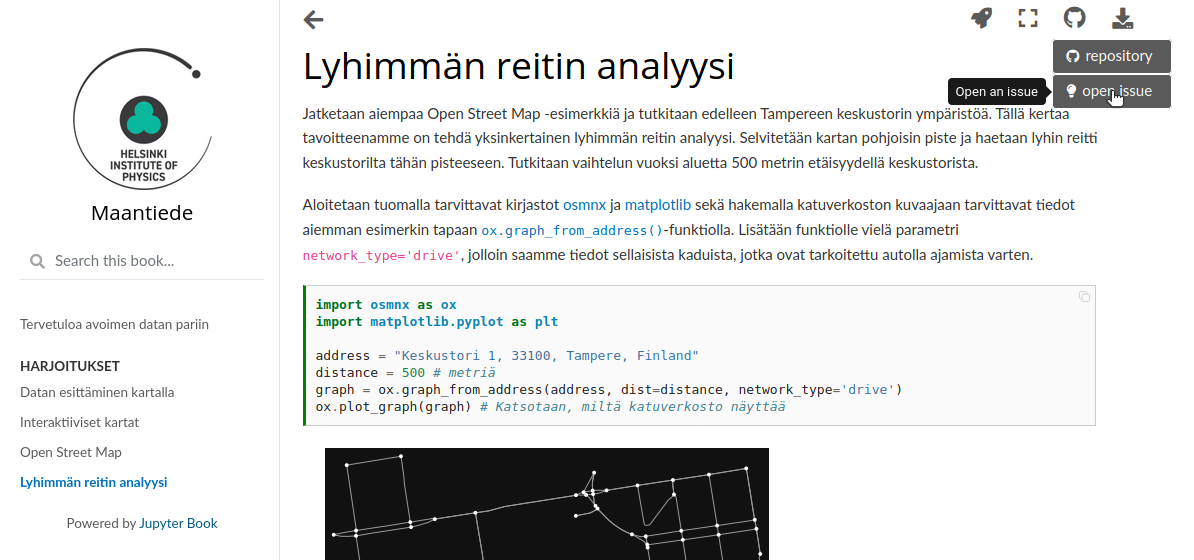 HELSINKI
INSTITUTE OF
PHYSICS
Maantiede
Search this book...
Tervetuloa avoimen datan pariin
HARJOITUKSET
Datan esittäminen kartalla
Interaktiiviset kartat
Open Street Map
Lyhimmän reitin analyysi
Powered by Jupyter Book
repository
open issue
Open an issue
Lyhimmän reitin analyysi
Jatketaan aiempaa Open Street Map -esimerkkiä ja tutkitaan edelleen Tampereen keskustorin ympäristöä. Tällä kertaa
tavoitteenamme on tehdä yksinkertainen lyhimmän reitin analyysi. Selvitetään kartan pohjoisin piste ja haetaan lyhin reitti
keskustorilta tähän pisteeseen. Tutkitaan vaihtelun vuoksi aluetta 500 metrin etäisyydellä keskustorista.
Aloitetaan tuomalla tarvittavat kirjastot osmnx ja matplotlib sekä hakemalla katuverkoston kuvaajaan tarvittavat tiedot
aiemman esimerkin tapaan ox.graph_from_address()-funktiolla. Lisätään funktiolle vielä parametri
network_type='drive', jolloin saamme tiedot sellaisista kaduista, jotka ovat tarkoitettu autolla ajamista varten.
import osmnx as ox
import matplotlib.pyplot as plt
address = "Keskustori 1, 33100, Tampere, Finland"
distance = 500 # metriä
graph = ox.graph_from_address(address, dist=distance, network_type='drive')
ox.plot_graph(graph) # Katsotaan, miltä katuverkosto näyttää